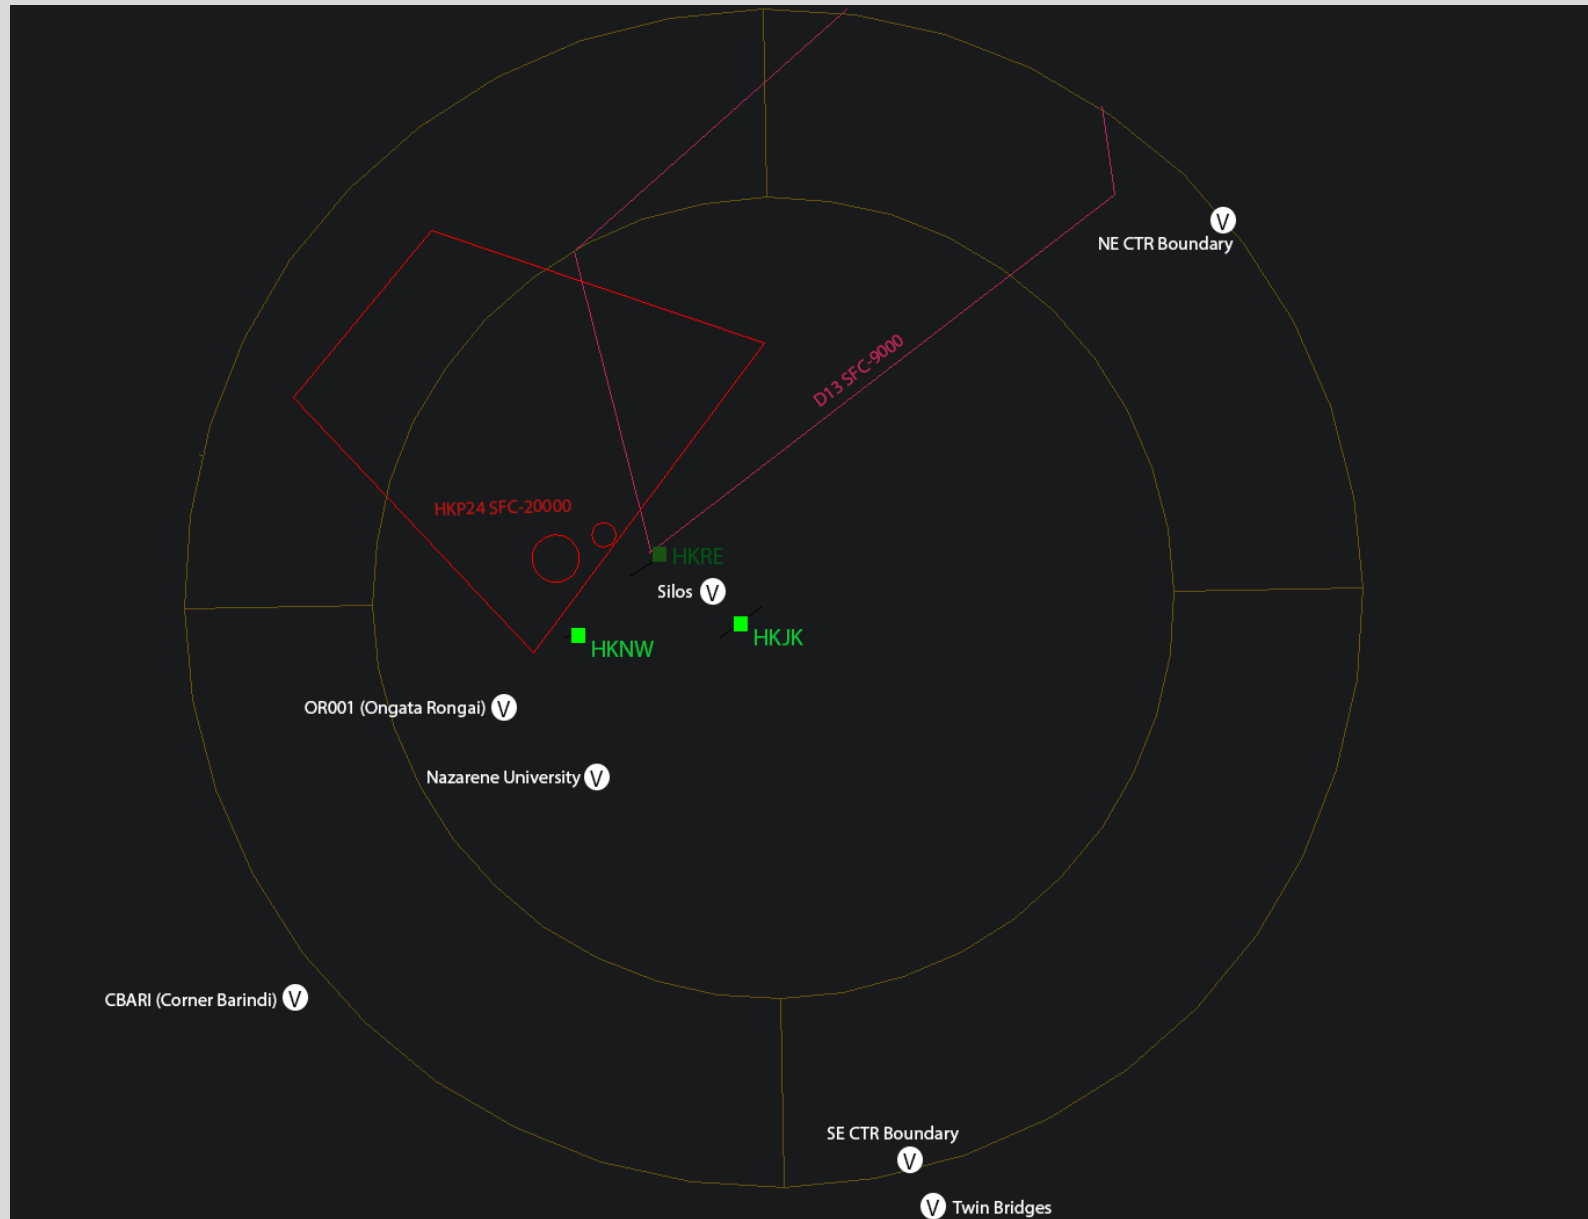 V
NE CTR Boundary
D13 SFC-9000
HKP24 SFC-20000
HKRE
Silos V
HKJK
HKNW
OR001 (Ongata Rongai) V
Nazarene University V
CBARI (Corner Barindi) V
SE CTR Boundary
V
V Twin Bridges